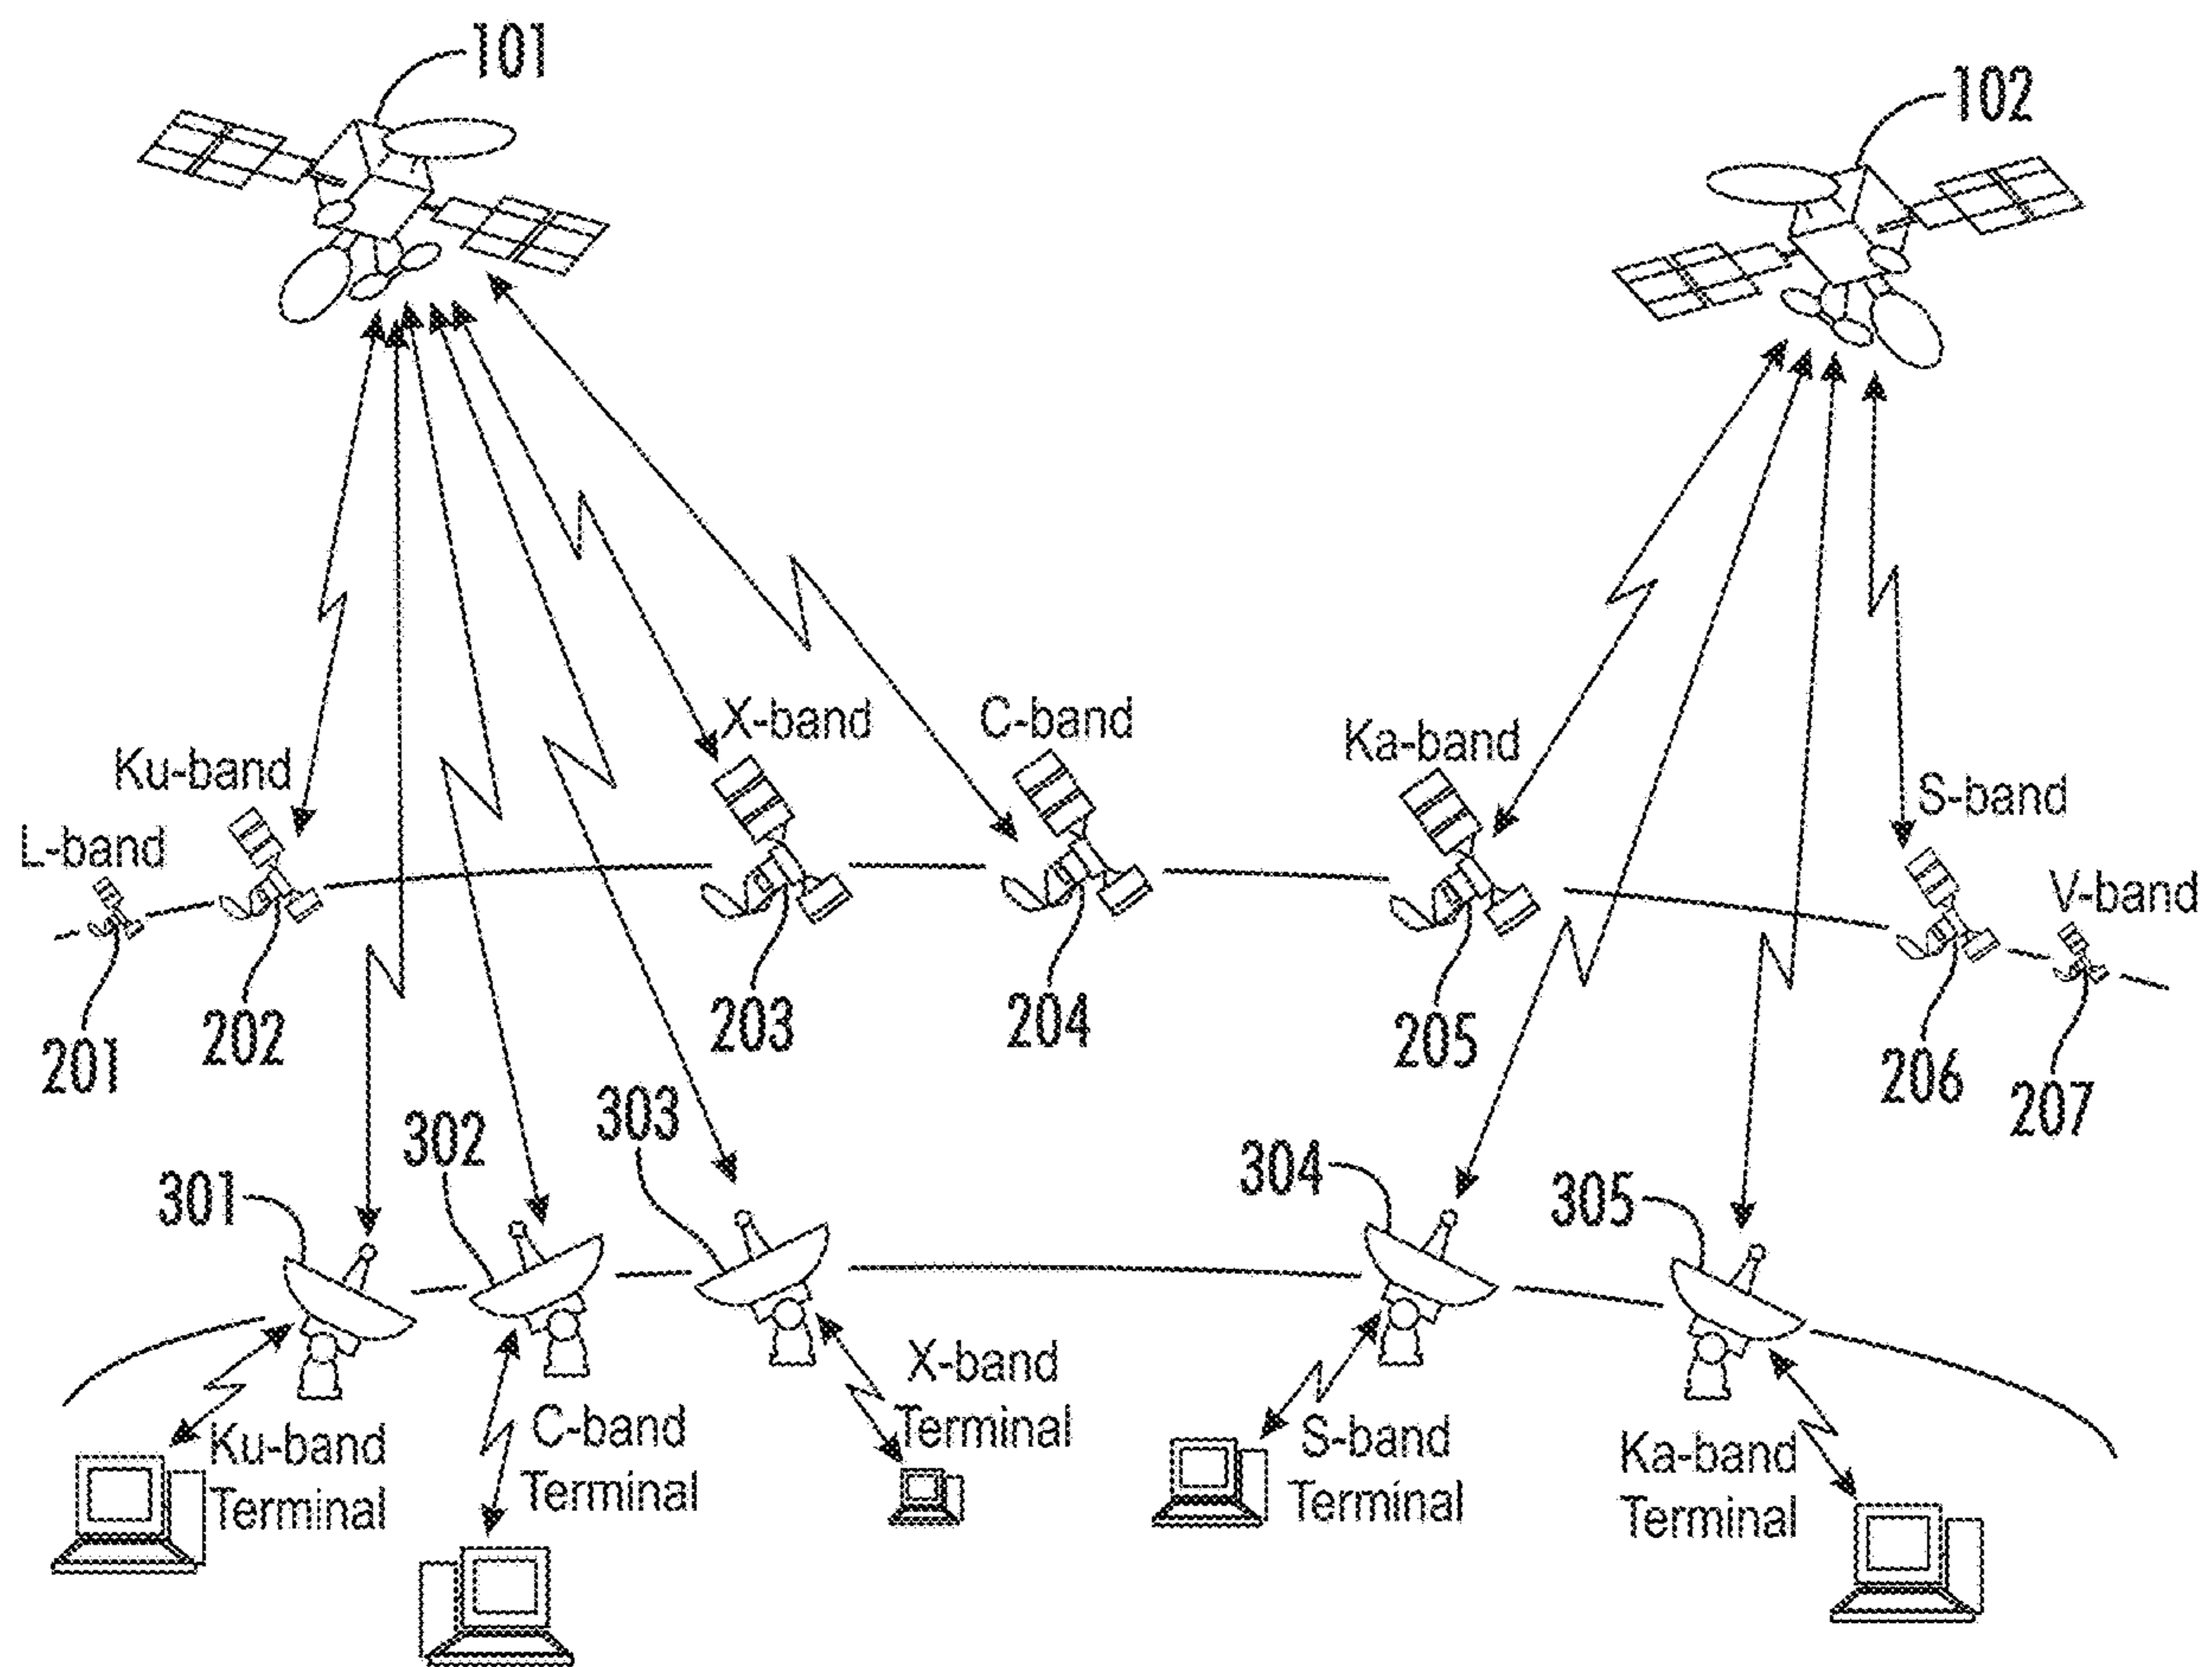 101
102
X-band
C-band
Ka-band
Ku-band
S-band
L-band
V-band
201
202
203
204
205
206
207
301
302
303
304
305
Ku-band
Terminal
C-band
Terminal
X-band
Terminal
S-band
Terminal
Ka-band
Terminal